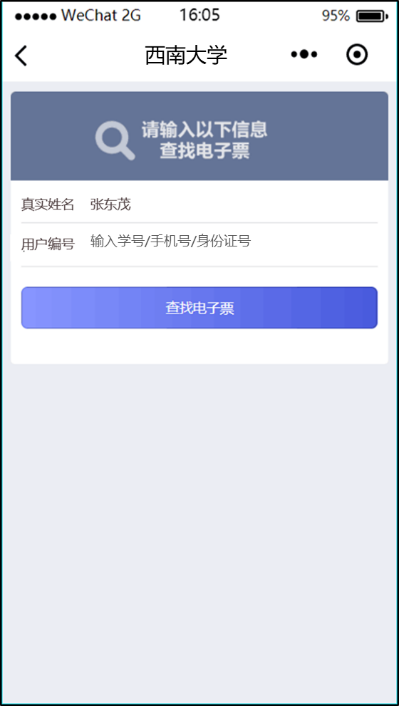 WeChat 2G 16:05 95%
西南大学
请输入以下信息
查找电子票
真实姓名 张东茂
用户编号 输入学号/手机号/身份证号
查找电子票